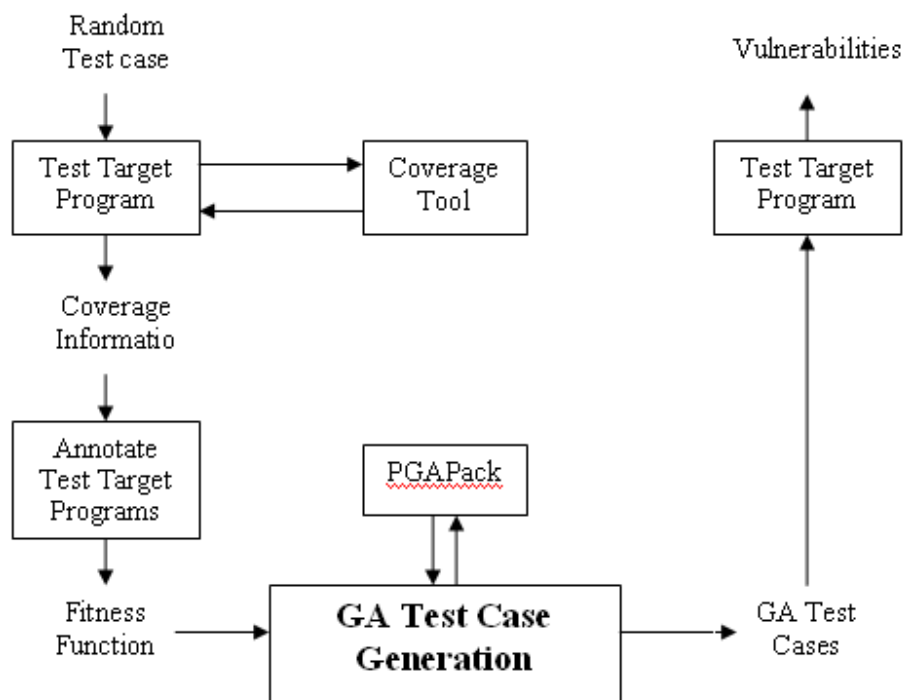 Random
Test case
Vulnerabilities
Test Target
Program
Coverage
Tool
Test Target
Program
Coverage
Informatio
Annotate
Test Target
Programs
PGAPack
Fitness
Function
GA Test Case
Generation
GA Test
Cases